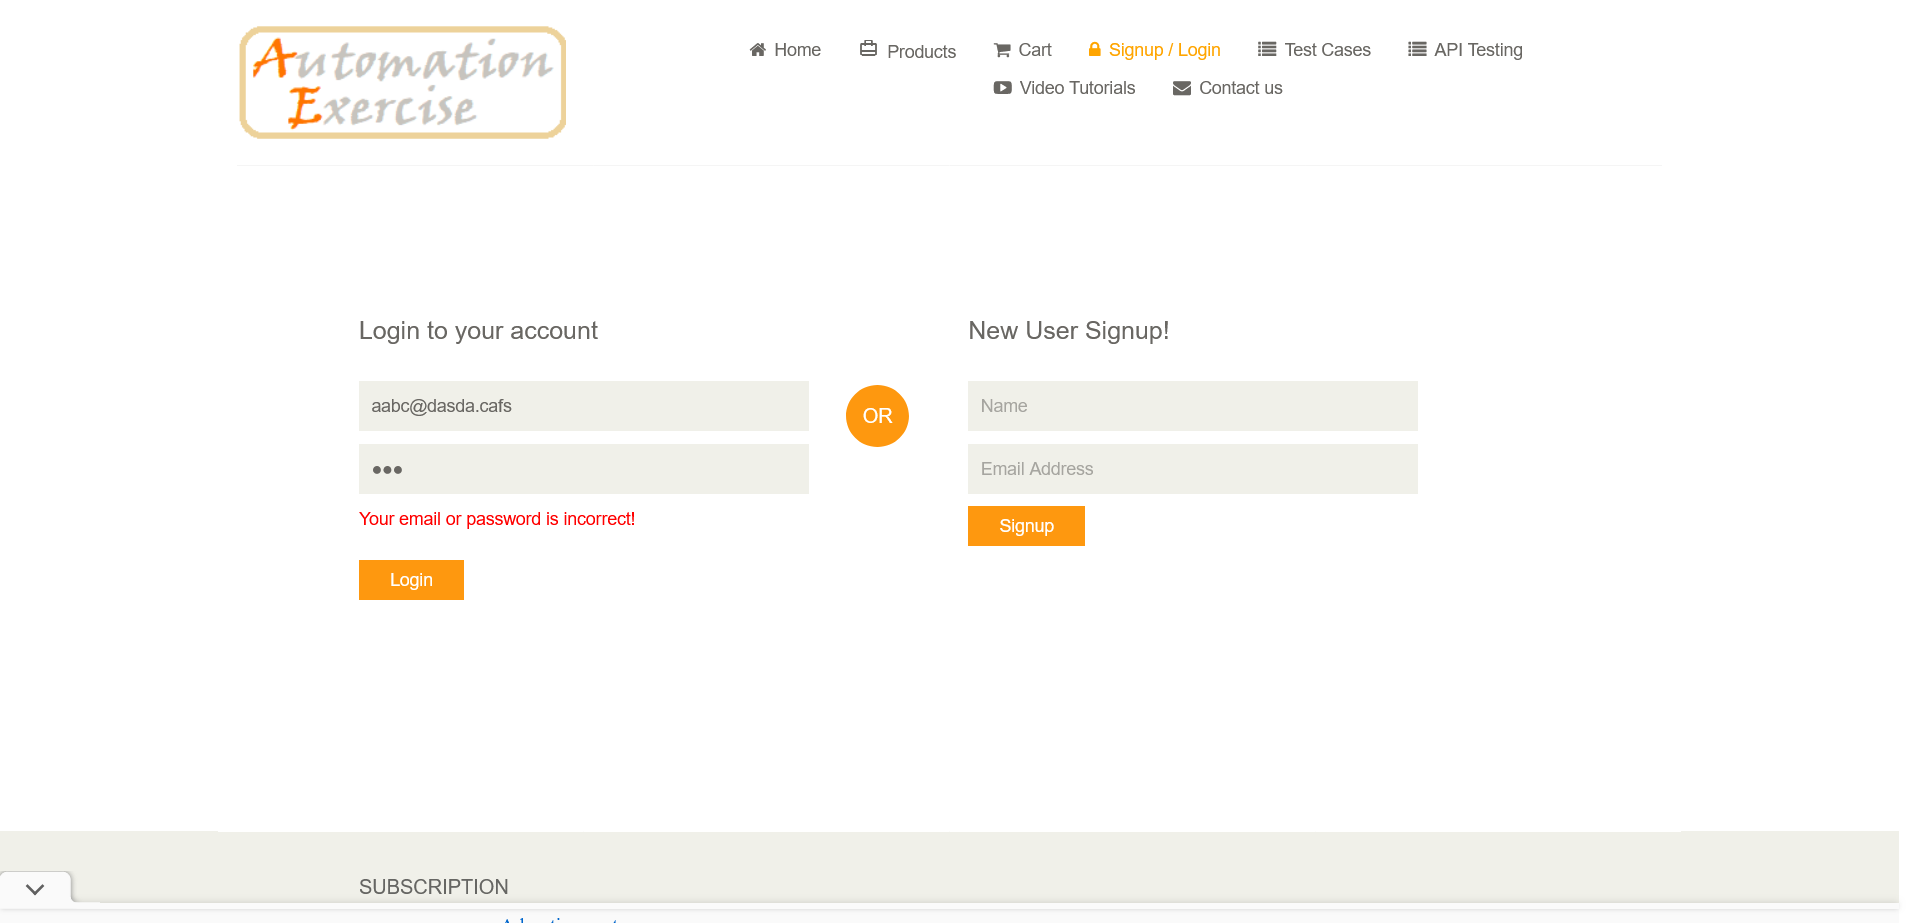 Automation
Exercise
Home
Products
Cart
Signup / Login
Test Cases
API Testing
Video Tutorials
Contact us
Login to your account
New User Signup!
aabc@dasda.cafs
OR
Name
Email Address
Your email or password is incorrect!
Signup
Login
SUBSCRIPTION